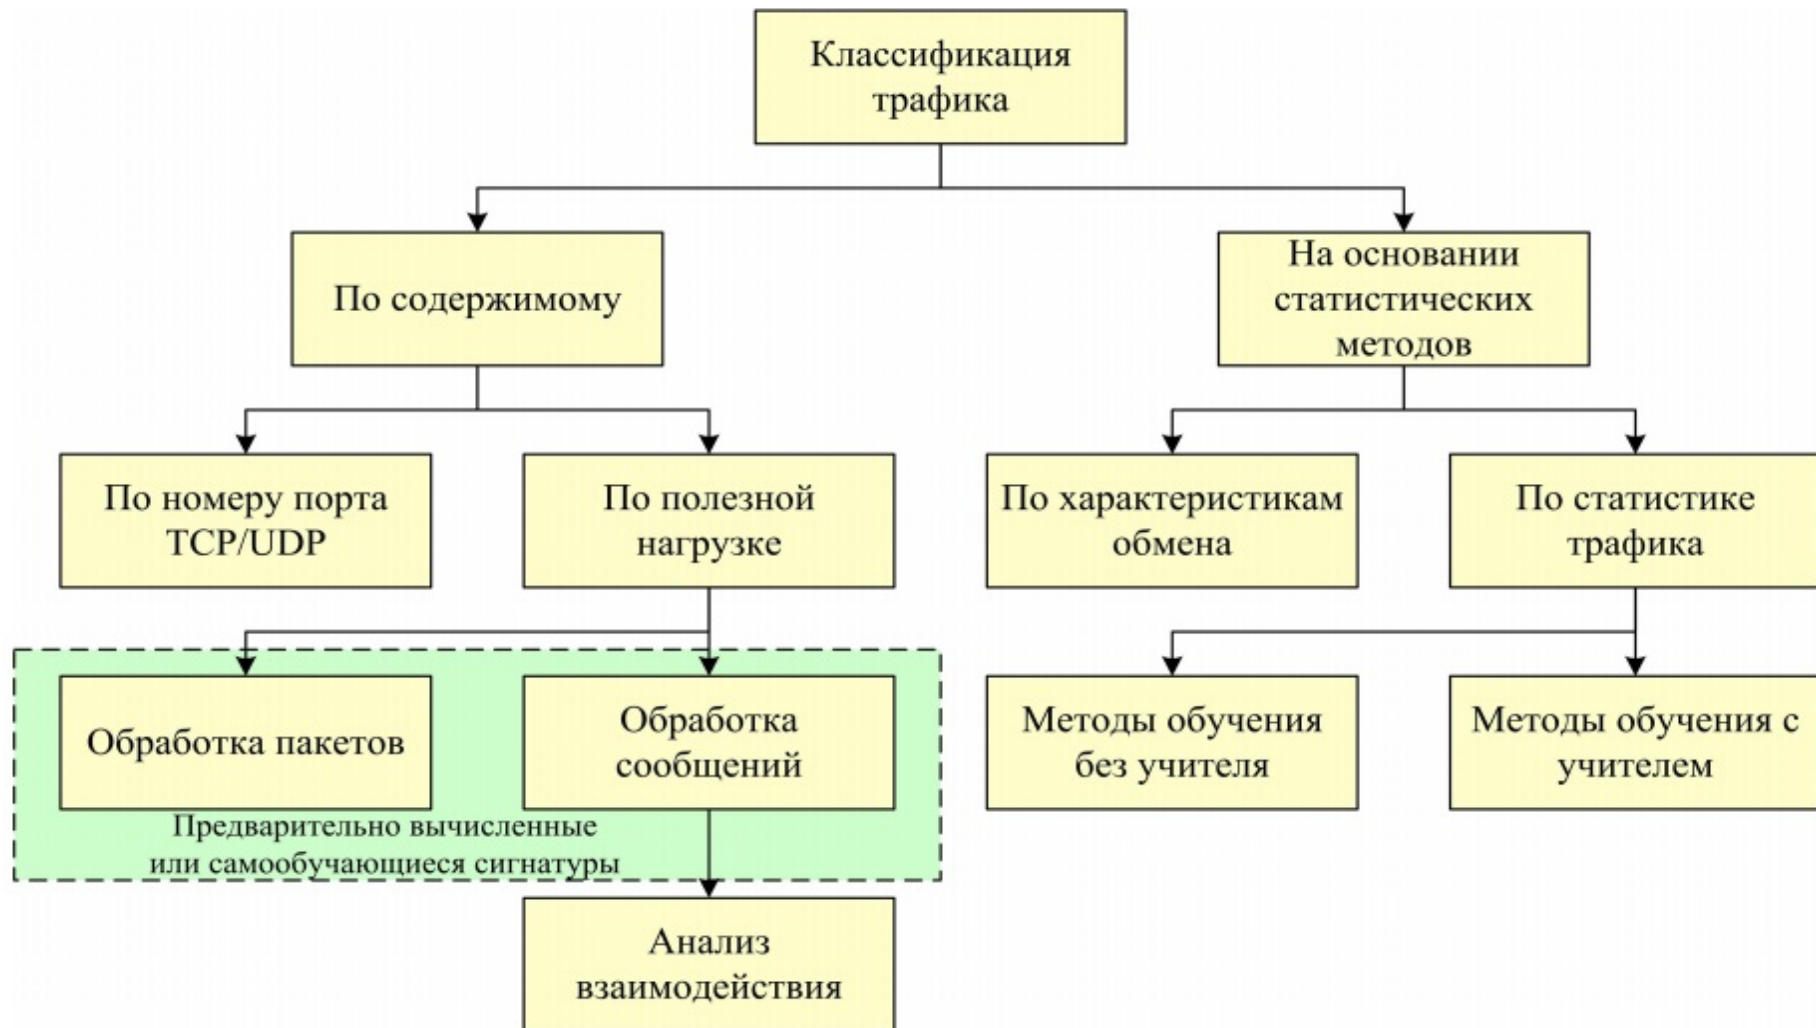 Классификация
трафика
По содержимому
На основании
статистических
методов
По номеру порта
TCP/UDP
По полезной
нагрузке
По характеристикам
обмена
По статистике
трафика
Обработка пакетов
Обработка
сообщений
Методы обучения
без учителя
Методы обучения с
учителем
Предварительно вычисленные
или самообучающиеся сигнатуры
Анализ
взаимодействия